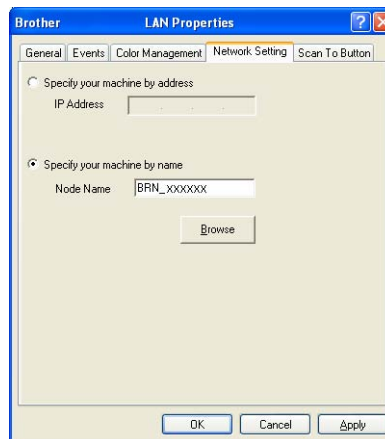 Brother LAN Properties
General Events Color Management Network Setting Scan To Button
Specify your machine by address
IP Address . . .
Specify your machine by name
Node Name BRN_xxxxxx
Browse
OK Cancel Apply